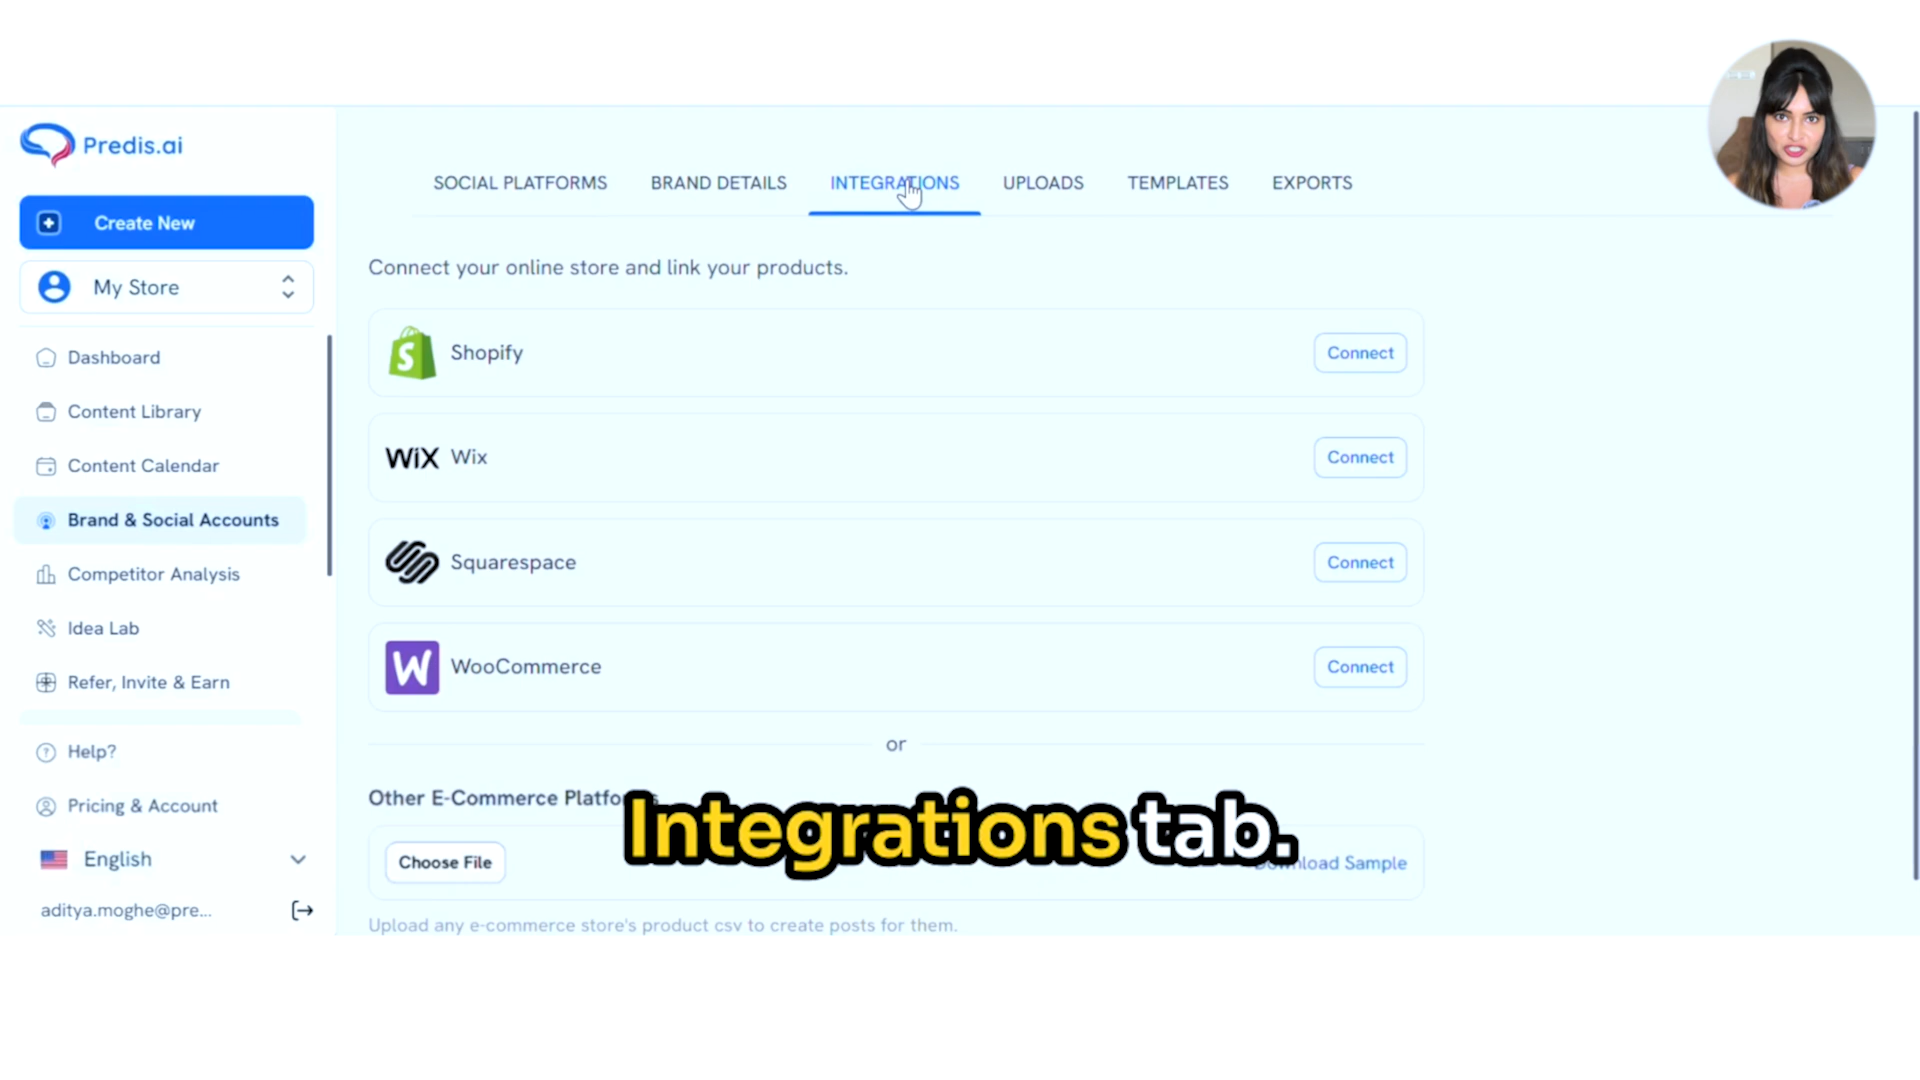 Predis.ai
Create New
My Store
Dashboard
Content Library
Content Calendar
Brand & Social Accounts
Competitor Analysis
Idea Lab
Refer, Invite & Earn
Help?
Pricing & Account
English
aditya.moghe@pre...
SOCIAL PLATFORMS BRAND DETAILS INTEGRATIONS UPLOADS TEMPLATES EXPORTS
Connect your online store and link your products.
Shopify Connect
WiX Wix Connect
Squarespace Connect
WooCommerce Connect
or
Other E-Commerce Platforms
Choose File Download Sample
Upload any e-commerce store's product csv to create posts for them.
Integrations tab.